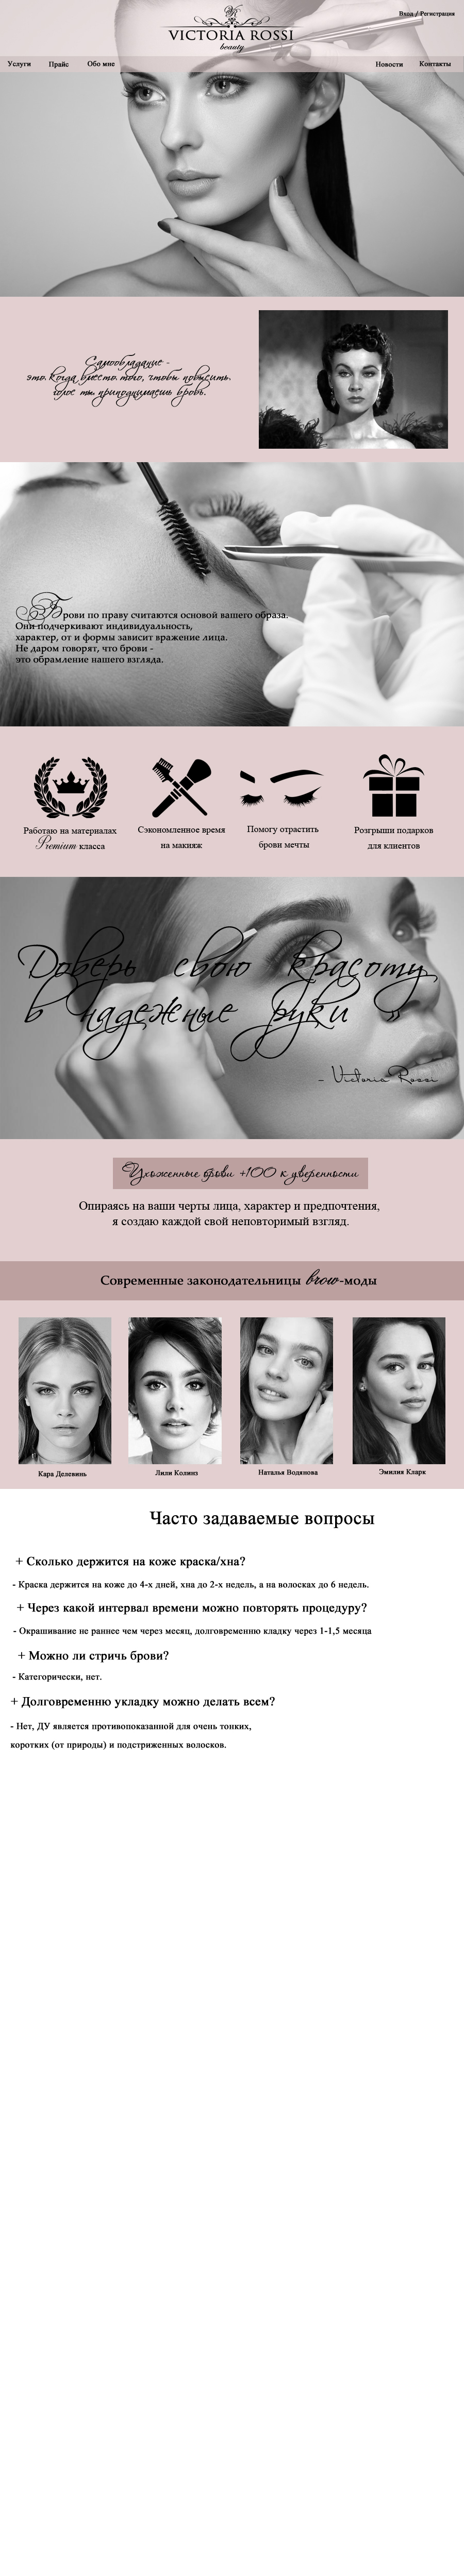 VR
VICTORIA ROSSI
beauty
Вход / Регистрация
Услуги
Прайс
Обо мне
Новости
Контакты
Самообладание -
это когда вместо того, чтобы повысить
голос ты приподнимаешь бровь.
Брови по праву считаются основой вашего образа.
Они подчеркивают индивидуальность,
характер, от и формы зависит вражение лица.
Не даром говорят, что брови -
это обрамление нашего взгляда.
Работаю на материалах
Premium класса
Сэкономленное время
на макияж
Помогу отрастить
брови мечты
Розгрыши подарков
для клиентов
Доверь свою красоту
в надежные руки "
- Victoria Rossi
Ухоженные брови +100 к уверенности
Опираясь на ваши черты лица, характер и предпочтения,
я создаю каждой свой неповторимый взгляд.
Современные законодательницы brow-моды
Кара Делевинь
Лили Колинз
Наталья Водянова
Эмилия Кларк
Часто задаваемые вопросы
+ Сколько держится на коже краска/хна?
- Краска держится на коже до 4-х дней, хна до 2-х недель, а на волосках до 6 недель.
+ Через какой интервал времени можно повторять процедуру?
- Окрашивание не раннее чем через месяц, долговременню кладку через 1-1,5 месяца
+ Можно ли стричь брови?
- Категорически, нет.
+ Долговременню укладку можно делать всем?
- Нет, ДУ является противопоказанной для очень тонких,
коротких (от природы) и подстриженных волосков.